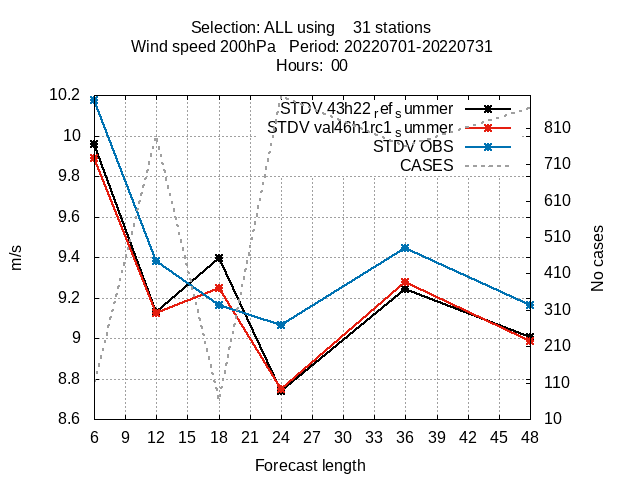 Selection: ALL using 31 stations
Wind speed 200hPa Period: 20220701-20220731
Hours: 00
STDV 43h22refsummer
STDV val46h1rc1summer
STDV OBS
CASES
10.2
10
9.8
9.6
9.4
9.2
9
8.8
8.6
m/s
810
710
610
510
410
310
210
110
10
No cases
6 9 12 15 18 21 24 27 30 33 36 39 42 45 48
Forecast length